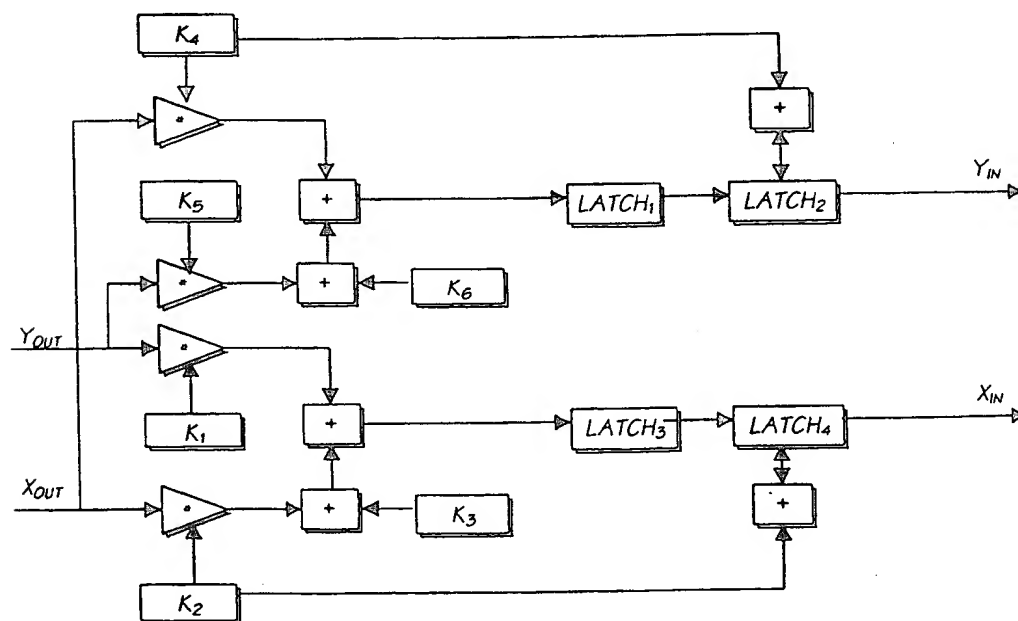 K4
*
+
K5
+
YIN
LATCH1
LATCH2
*
+
K6
YOUT
*
K1
+
XIN
LATCH3
LATCH4
XOUT
*
+
K3
+
K2